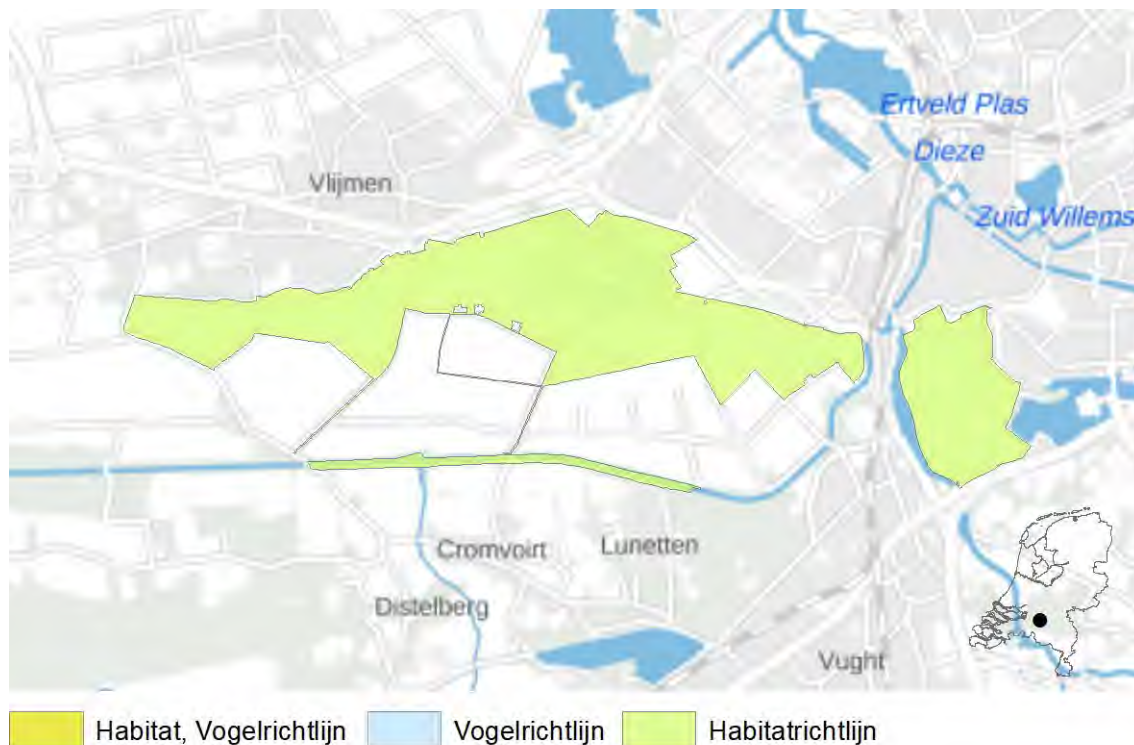 Ertveld Plas
Dieze
Vlijmen
Zuid Willems
Cromvoirt
Lunetten
Distelberg
Vught
Habitat, Vogelrichtlijn
Vogelrichtlijn
Habitatrichtlijn